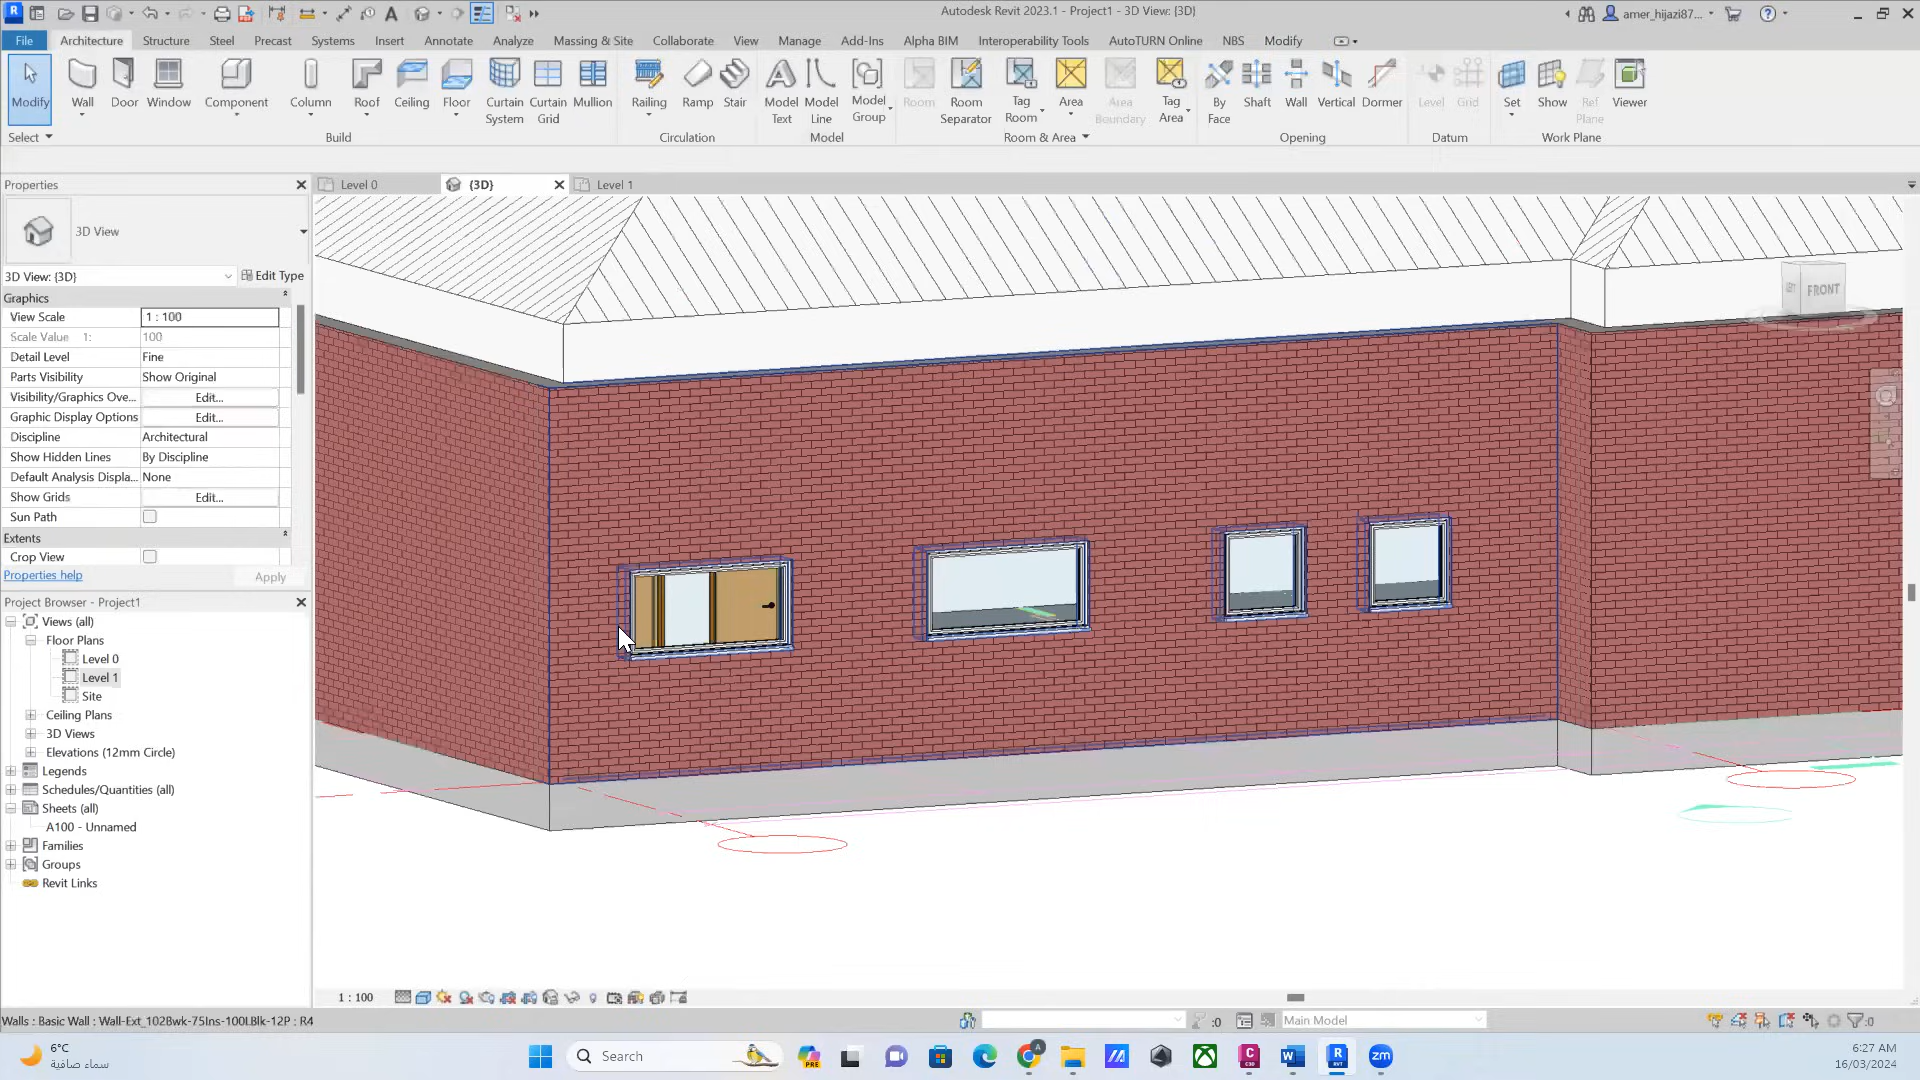 Autodesk Revit 2023.1 - Project1 - 3D View: {3D}
amer_hijazi87...
File Architecture Structure Steel Precast Systems Insert Annotate Analyze Massing & Site Collaborate View Manage Add-Ins Alpha BIM Interoperability Tools AutoTURN Online NBS Modify
Modify
Wall Door Window Component Column Roof Ceiling Floor Curtain System Curtain Grid Mullion
Railing Ramp Stair
Model Text Model Line Model Group
Room Room Separator Tag Room Area Area Boundary Tag Area
By Face Shaft Wall Vertical Dormer
Level Grid
Set Show Ref Plane Viewer
Select Build Circulation Model Room & Area Opening Datum Work Plane
Properties
Level 0 {3D} Level 1
3D View
3D View: {3D} Edit Type
Graphics
View Scale 1 : 100
Scale Value 1: 100
Detail Level Fine
Parts Visibility Show Original
Visibility/Graphics Ove... Edit...
Graphic Display Options Edit...
Discipline Architectural
Show Hidden Lines By Discipline
Default Analysis Displa... None
Show Grids Edit...
Sun Path
Extents
Crop View
Properties help Apply
Project Browser - Project1
Views (all)
Floor Plans
Level 0
Level 1
Site
Ceiling Plans
3D Views
Elevations (12mm Circle)
Legends
Schedules/Quantities (all)
Sheets (all)
A100 - Unnamed
Families
Groups
Revit Links
FRONT
1 : 100
Walls : Basic Wall : Wall-Ext_102Bwk-75Ins-100LBlk-12P : R4
:0 Main Model :0
6°C
سماء صافية
Search
PRE
zm
6:27 AM
16/03/2024